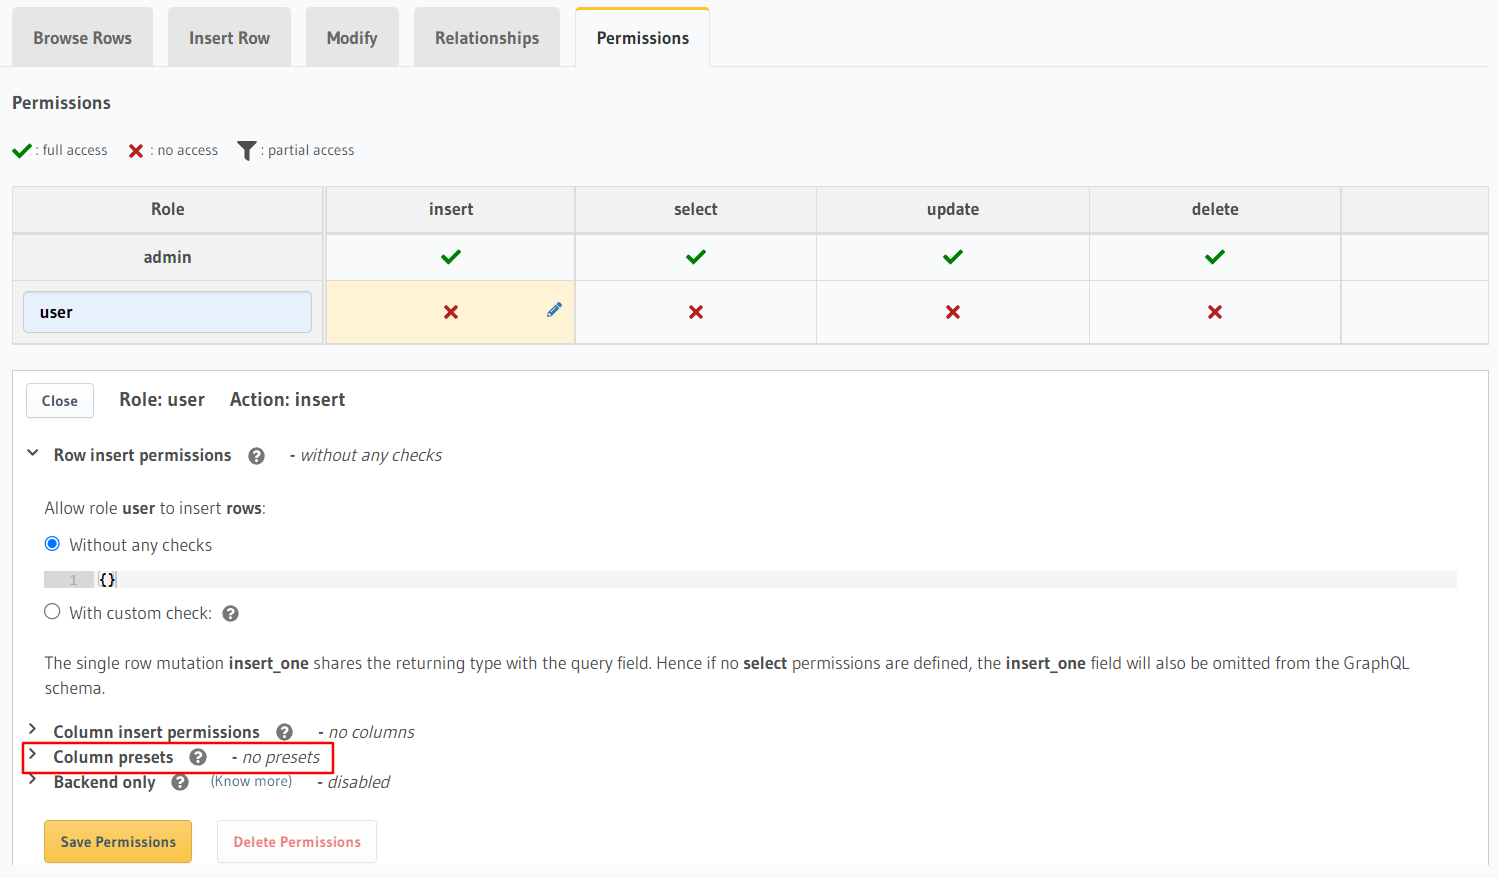 Browse Rows Insert Row Modify Relationships Permissions
Permissions
: full access : no access : partial access
Role insert select update delete
admin
user
Close Role: user Action: insert
Row insert permissions ? - without any checks
Allow role user to insert rows:
Without any checks
1 {}
With custom check: ?
The single row mutation insert_one shares the returning type with the query field. Hence if no select permissions are defined, the insert_one field will also be omitted from the GraphQL
schema.
Column insert permissions ? - no columns
Column presets ? - no presets
Backend only ? (Know more) - disabled
Save Permissions Delete Permissions